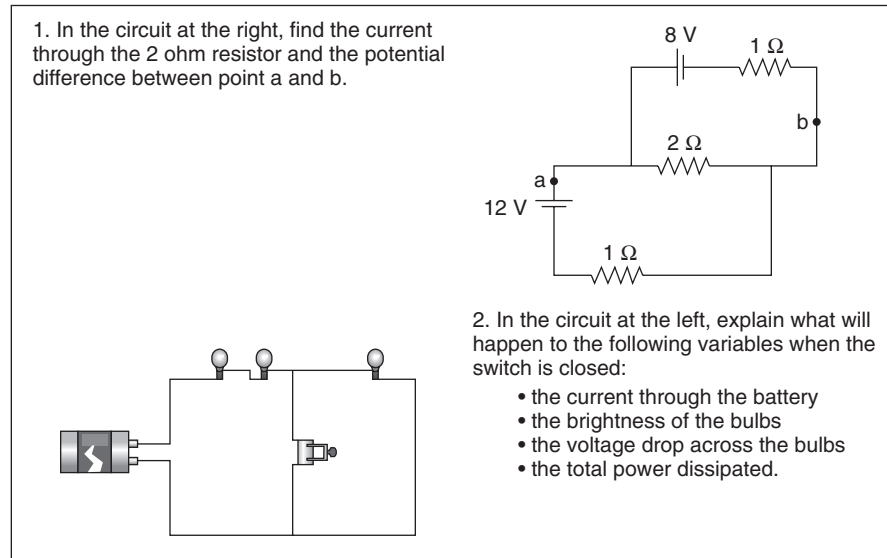 1. In the circuit at the right, find the current
through the 2 ohm resistor and the potential
difference between point a and b.
8 V
1 Ω
b
2 Ω
a
12 V
1 Ω
2. In the circuit at the left, explain what will
happen to the following variables when the
switch is closed:
• the current through the battery
• the brightness of the bulbs
• the voltage drop across the bulbs
• the total power dissipated.